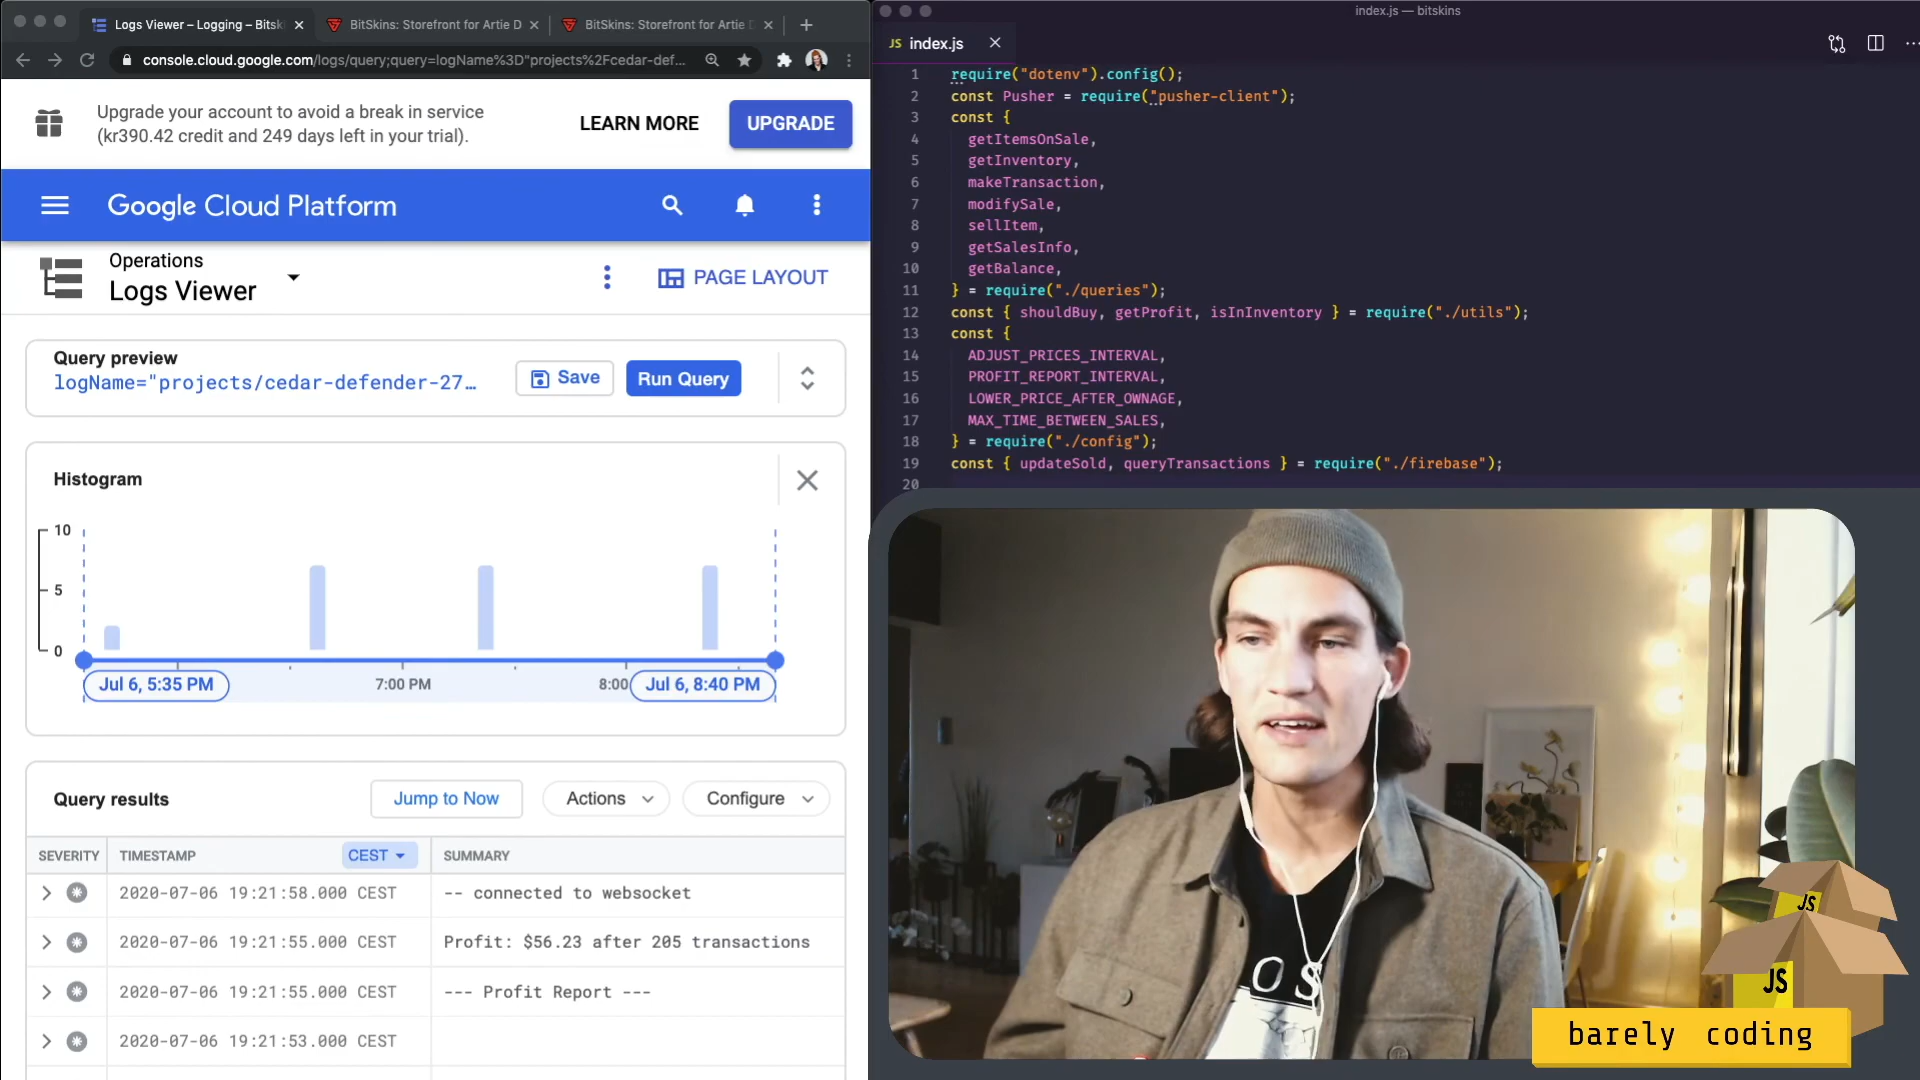 Logs Viewer – Logging – Bitsk
BitSkins: Storefront for Artie D
BitSkins: Storefront for Artie D
console.cloud.google.com/logs/query;query=logName%3D"projects%2Fcedar-def...
Upgrade your account to avoid a break in service
(kr390.42 credit and 249 days left in your trial).
LEARN MORE
UPGRADE
Google Cloud Platform
Operations
Logs Viewer
PAGE LAYOUT
Query preview
logName="projects/cedar-defender-27…
Save
Run Query
Histogram
10
5
0
Jul 6, 5:35 PM
7:00 PM
8:00
Jul 6, 8:40 PM
Query results
Jump to Now
Actions
Configure
SEVERITY TIMESTAMP CEST SUMMARY
2020-07-06 19:21:58.000 CEST -- connected to websocket
2020-07-06 19:21:55.000 CEST Profit: $56.23 after 205 transactions
2020-07-06 19:21:55.000 CEST --- Profit Report ---
2020-07-06 19:21:53.000 CEST
index.js — bitskins
JS index.js
1 require("dotenv").config();
2 const Pusher = require("pusher-client");
3 const {
4 getItemsOnSale,
5 getInventory,
6 makeTransaction,
7 modifySale,
8 sellItem,
9 getSalesInfo,
10 getBalance,
11 } = require("./queries");
12 const { shouldBuy, getProfit, isInInventory } = require("./utils");
13 const {
14 ADJUST_PRICES_INTERVAL,
15 PROFIT_REPORT_INTERVAL,
16 LOWER_PRICE_AFTER_OWNAGE,
17 MAX_TIME_BETWEEN_SALES,
18 } = require("./config");
19 const { updateSold, queryTransactions } = require("./firebase");
20
OS
JS
JS
barely coding